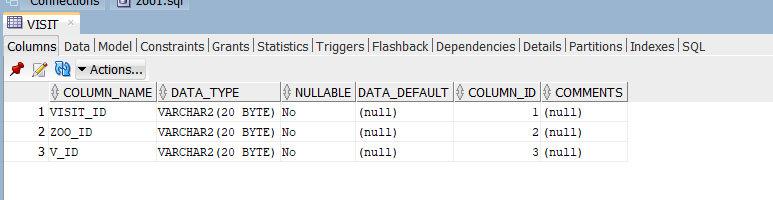 Connections zoo1.sql
VISIT
Columns Data Model Constraints Grants Statistics Triggers Flashback Dependencies Details Partitions Indexes SQL
Actions...
COLUMN_NAME DATA_TYPE NULLABLE DATA_DEFAULT COLUMN_ID COMMENTS
1 VISIT_ID VARCHAR2(20 BYTE) No (null) 1 (null)
2 ZOO_ID VARCHAR2(20 BYTE) No (null) 2 (null)
3 V_ID VARCHAR2(20 BYTE) No (null) 3 (null)